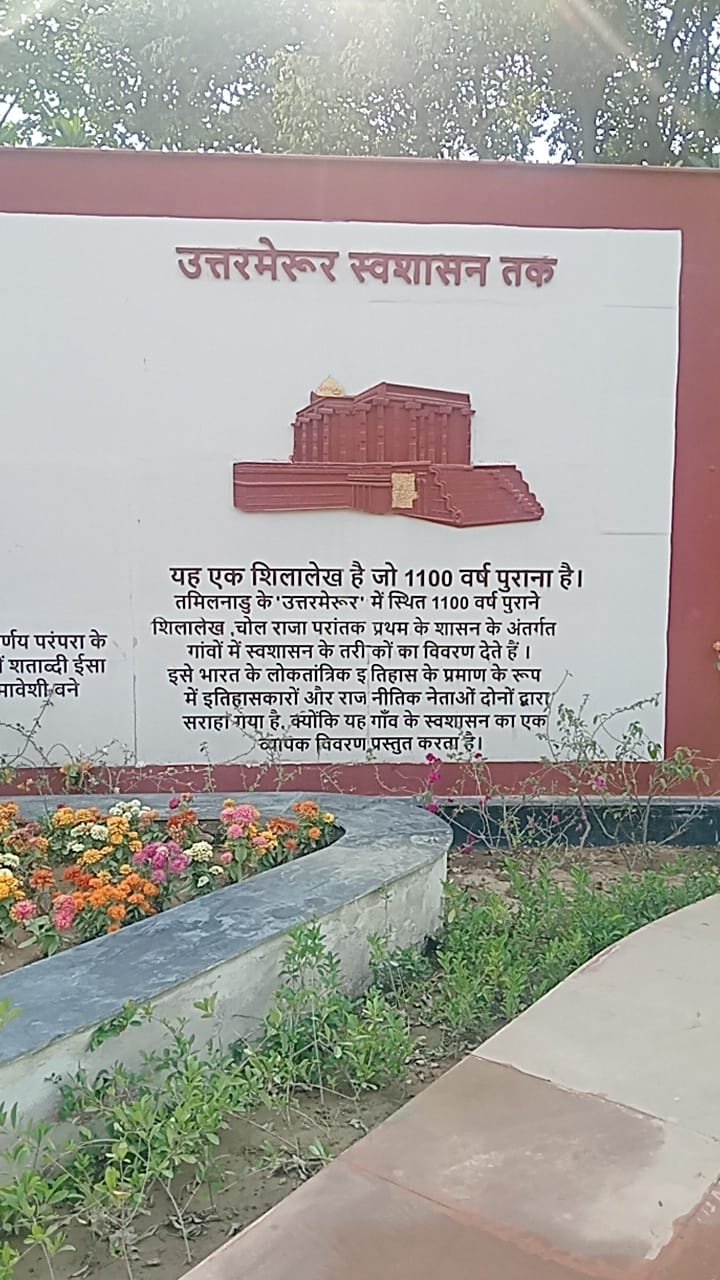 उत्तरमेरूर स्वशासन तक
यह एक शिलालेख है जो 1100 वर्ष पुराना है।
तमिलनाडु के 'उत्तरमेरूर' में स्थित 1100 वर्ष पुराने
शिलालेख ,चोल राजा परांतक प्रथम के शासन के अंतर्गत
गांवों में स्वशासन के तरीकों का विवरण देते हैं ।
इसे भारत के लोकतांत्रिक इतिहास के प्रमाण के रूप
में इतिहासकारों और राजनीतिक नेताओं दोनों द्वारा
सराहा गया है, क्योंकि यह गाँव के स्वशासन का एक
व्यापक विवरण प्रस्तुत करता है।
र्णय परंपरा के
शताव्दी ईसा
मावेशी वने